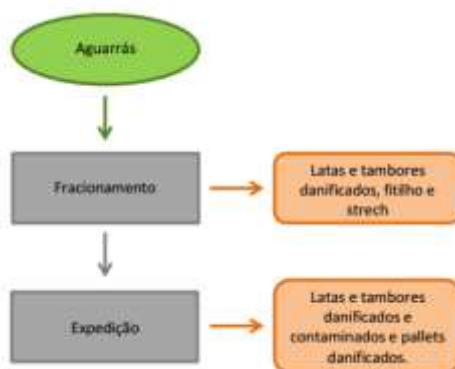 Aguarrás
Fracionamento
Latas e tambores
danificados, fitilho e
strech
Expedição
Latas e tambores
danificados e
contaminados e pallets
danificados.